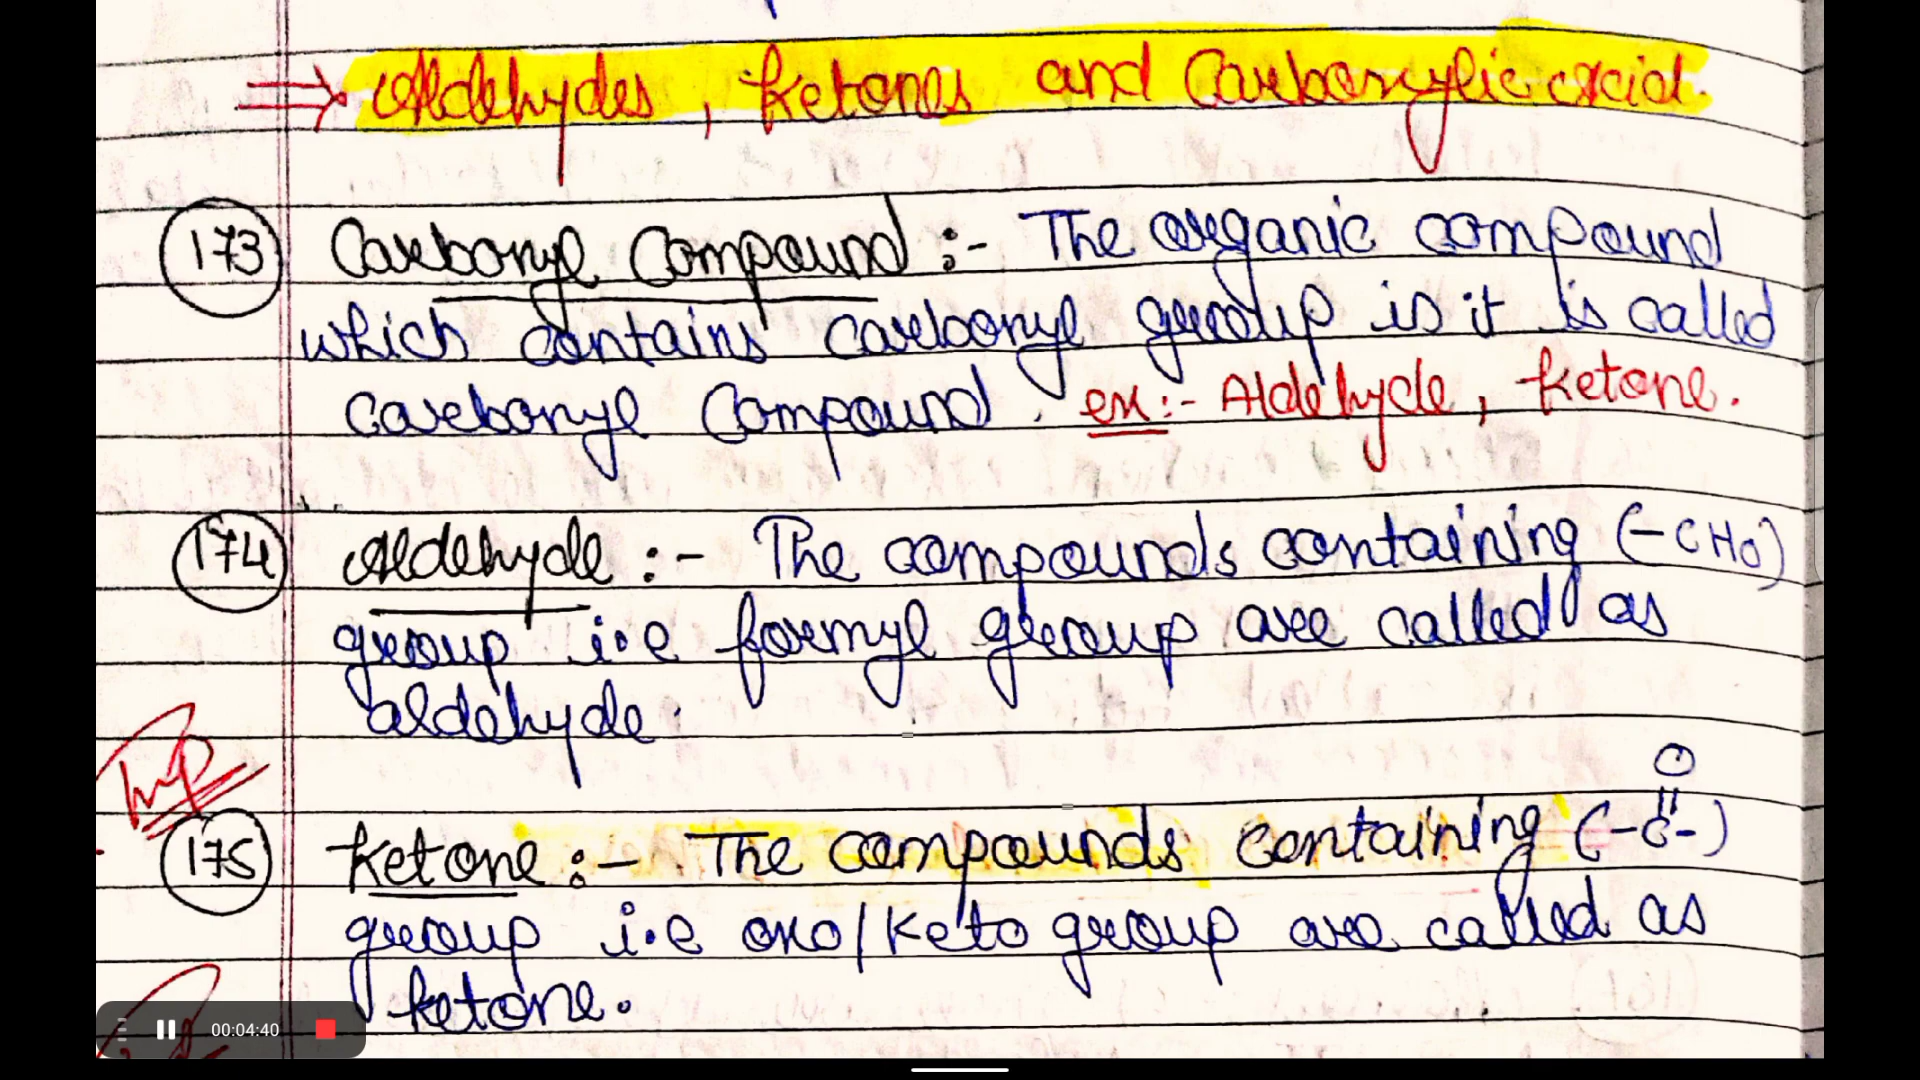 ⇒ Aldehydes, Ketones and Carboxylic acid.
173 Carbonyl Compound :- The organic compound
which contains carbonyl group is it is called
carbonyl Compound. ex:- Aldehyde, Ketone.
174 Aldehyde :- The compounds containing (-CHO)
group i.e formyl group are called as
aldehyde.
Imp
O
175 Ketone :- The compounds containing (-C-)
group i.e oxo/Keto group are called as
ketone.
00:04:40